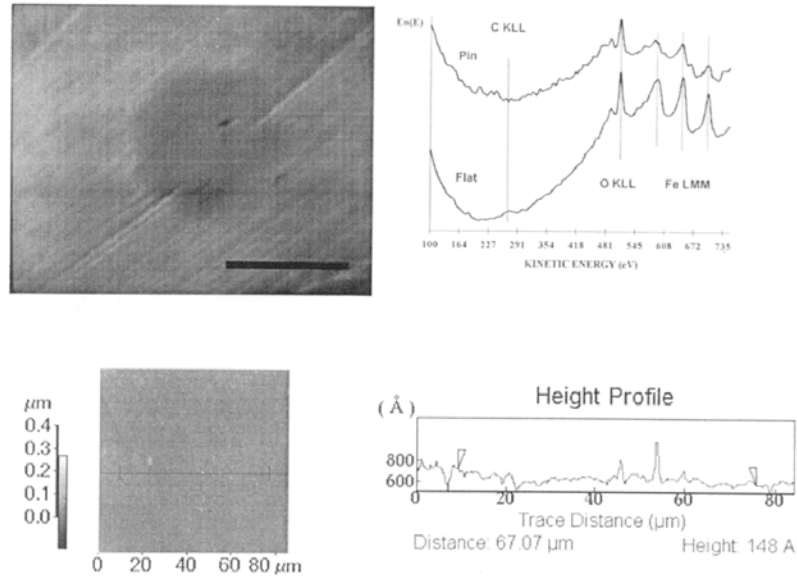 En(E)
C KLL
Pin
Flat
O KLL
Fe LMM
100 164 227 291 354 418 481 545 608 672 735
KINETIC ENERGY (eV)
μm
0.4
0.3
0.2
0.1
0.0
0 20 40 60 80 μm
Height Profile
( Å )
800
600
0 20 40 60 80
Trace Distance (μm)
Distance: 67.07 μm Height: 148 A